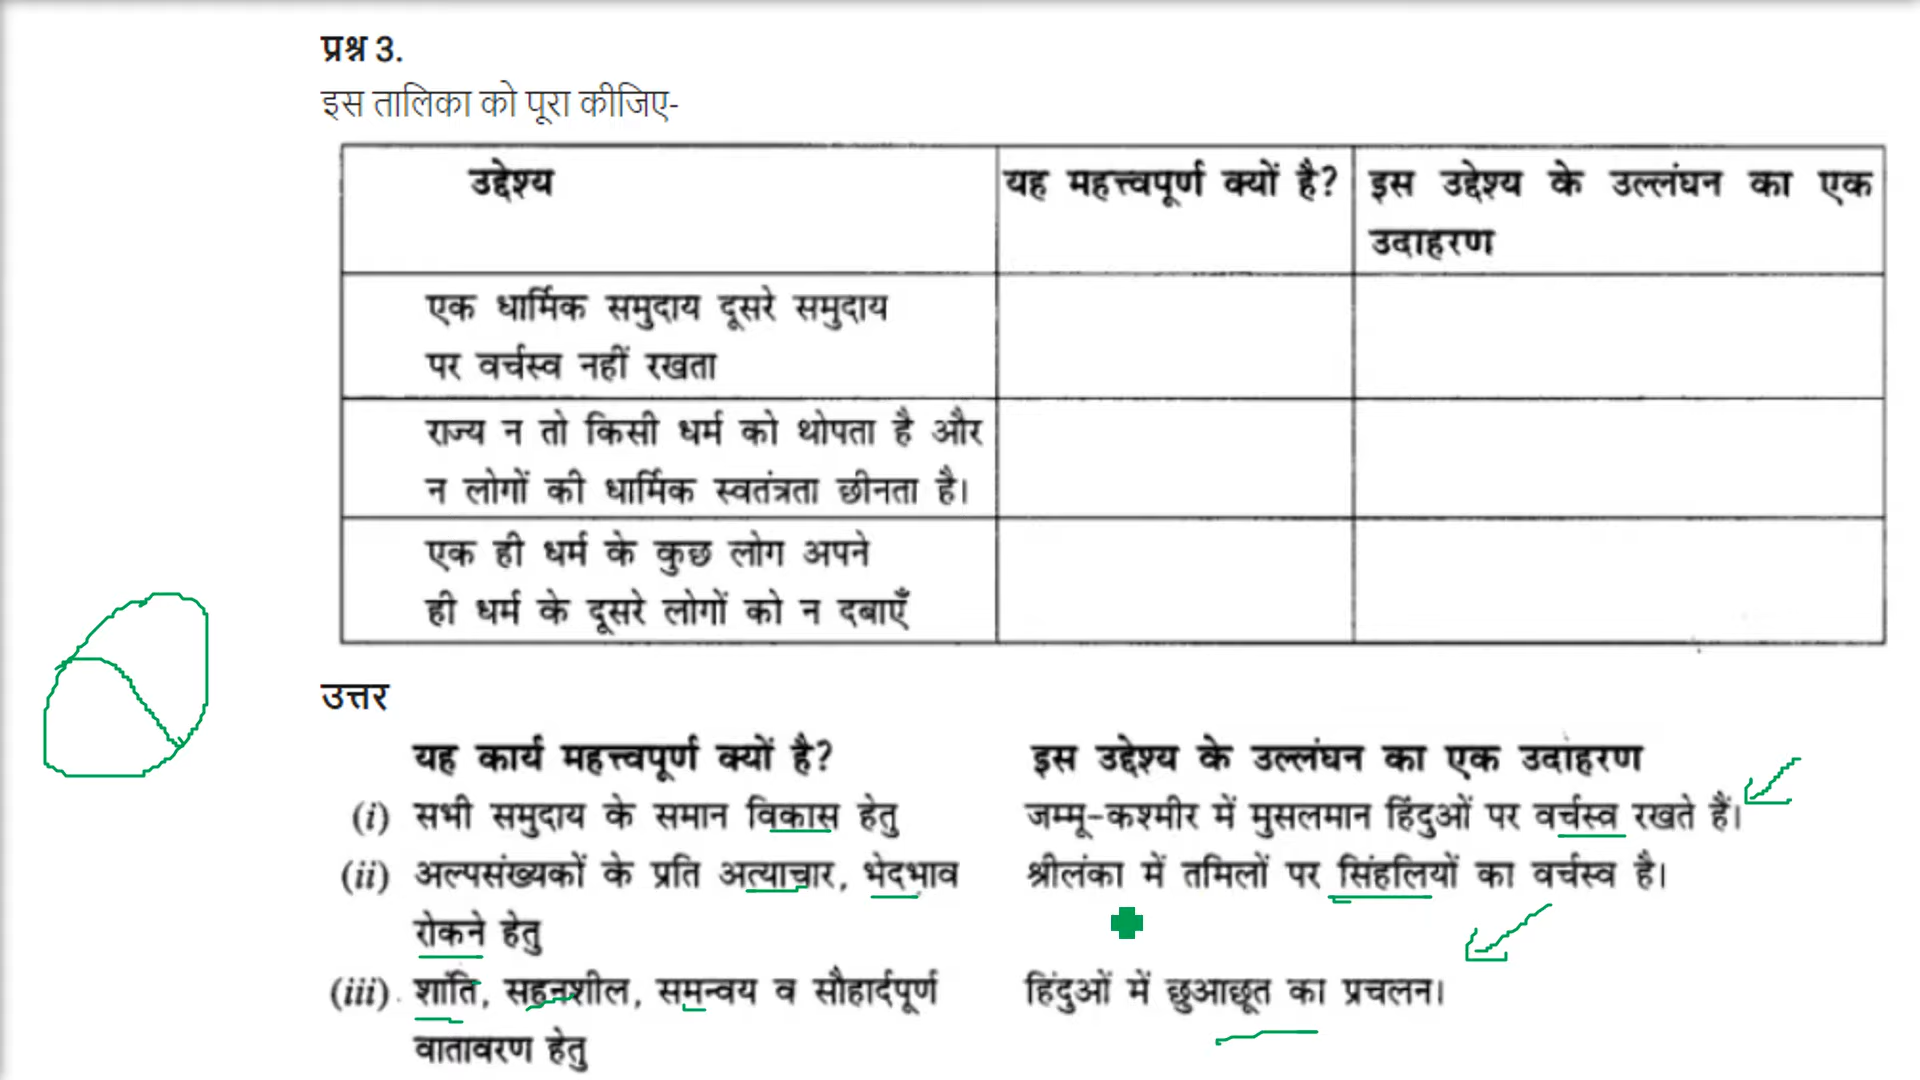 प्रश्न 3.
इस तालिका को पूरा कीजिए-
उद्देश्य यह महत्त्वपूर्ण क्यों है? इस उद्देश्य के उल्लंघन का एक
उदाहरण
एक धार्मिक समुदाय दूसरे समुदाय
पर वर्चस्व नहीं रखता
राज्य न तो किसी धर्म को थोपता है और
न लोगों की धार्मिक स्वतंत्रता छीनता है।
एक ही धर्म के कुछ लोग अपने
ही धर्म के दूसरे लोगों को न दबाएँ
उत्तर
यह कार्य महत्त्वपूर्ण क्यों है? इस उद्देश्य के उल्लंघन का एक उदाहरण
(i) सभी समुदाय के समान विकास हेतु जम्मू-कश्मीर में मुसलमान हिंदुओं पर वर्चस्व रखते हैं।
(ii) अल्पसंख्यकों के प्रति अत्याचार, भेदभाव श्रीलंका में तमिलों पर सिंहलियों का वर्चस्व है।
रोकने हेतु
(iii) शांति, सहनशील, समन्वय व सौहार्दपूर्ण हिंदुओं में छुआछूत का प्रचलन।
वातावरण हेतु